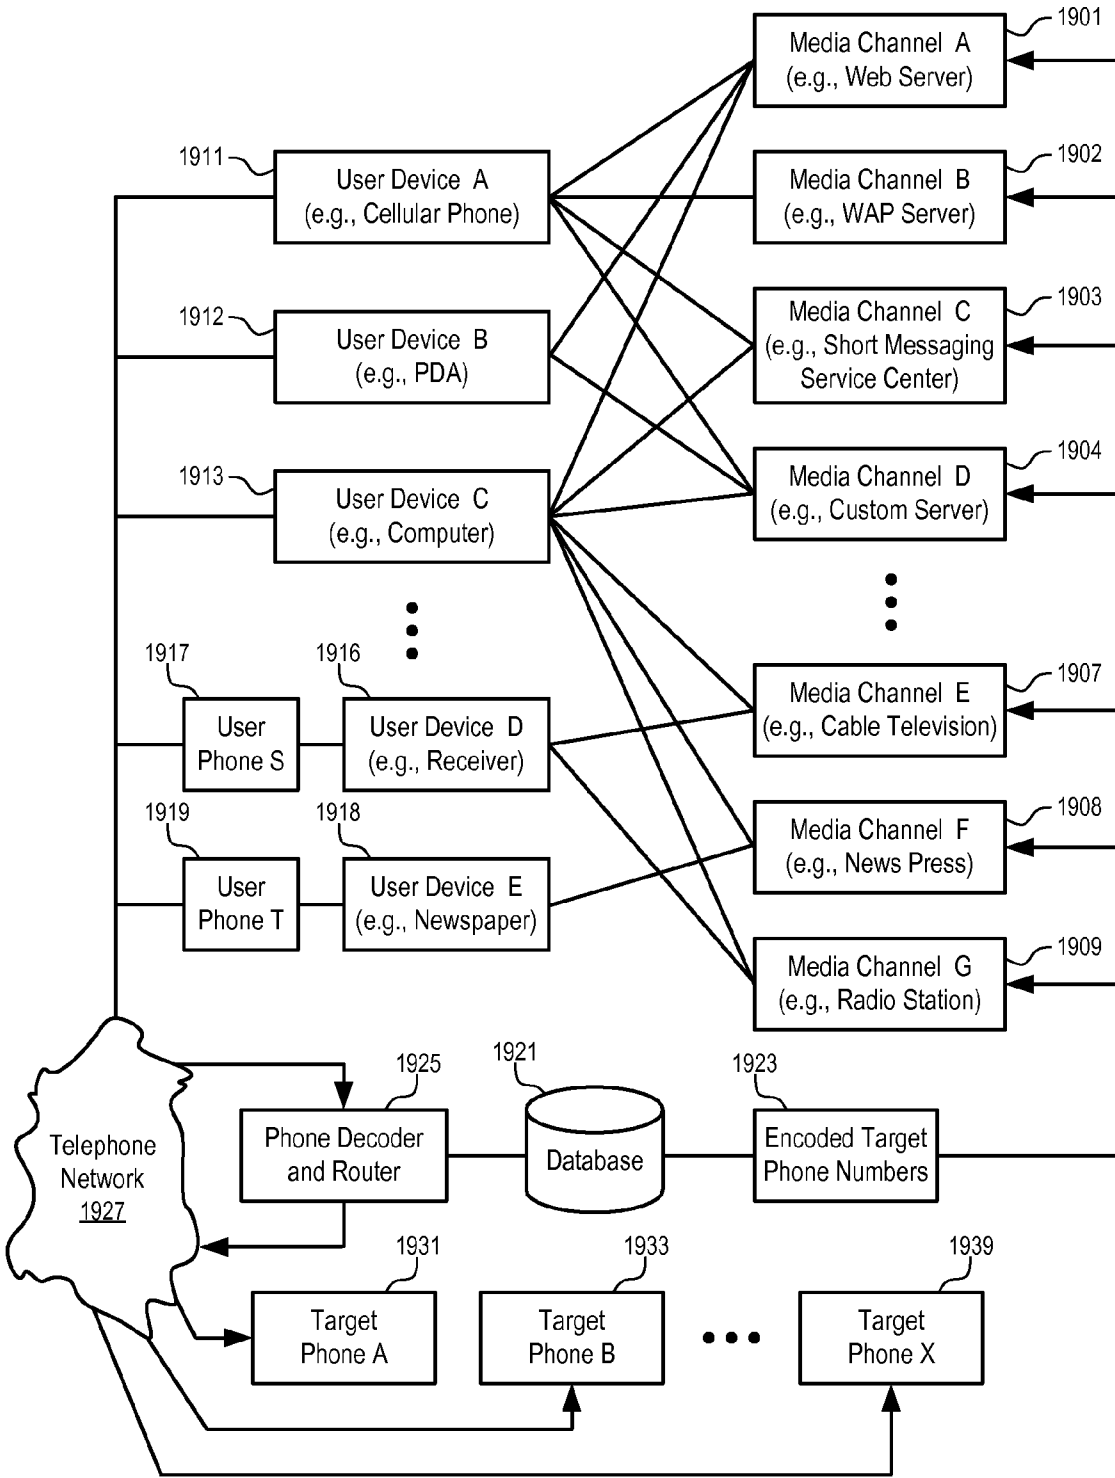 1901
Media Channel A
(e.g., Web Server)
1911
User Device A
(e.g., Cellular Phone)
1902
Media Channel B
(e.g., WAP Server)
1912
User Device B
(e.g., PDA)
1903
Media Channel C
(e.g., Short Messaging
Service Center)
1913
User Device C
(e.g., Computer)
1904
Media Channel D
(e.g., Custom Server)
1917
User
Phone S
1916
User Device D
(e.g., Receiver)
1907
Media Channel E
(e.g., Cable Television)
1919
User
Phone T
1918
User Device E
(e.g., Newspaper)
1908
Media Channel F
(e.g., News Press)
1909
Media Channel G
(e.g., Radio Station)
Telephone
Network
1927
1925
Phone Decoder
and Router
1921
Database
1923
Encoded Target
Phone Numbers
1931
Target
Phone A
1933
Target
Phone B
1939
Target
Phone X